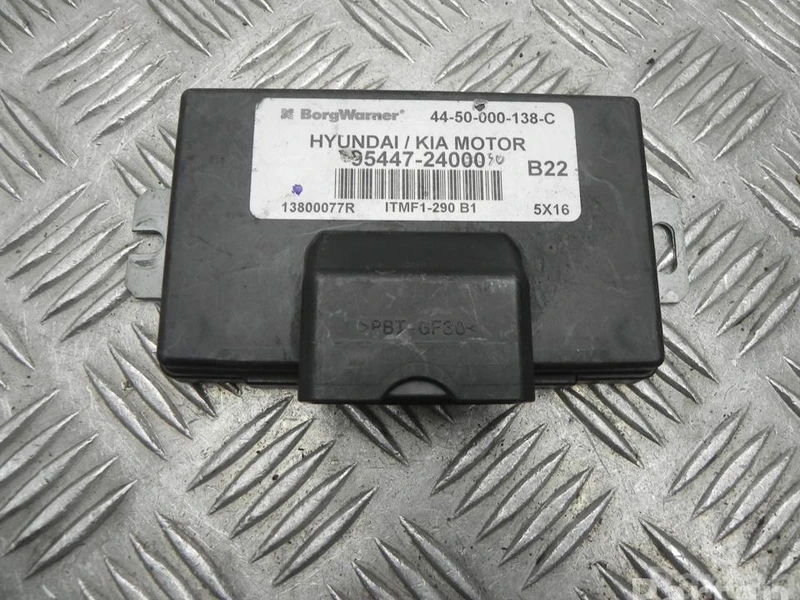 BorgWarner® 44-50-000-138-C
HYUNDAI / KIA MOTOR
95447-24000
B22
13800077R ITMF1-290 B1 5X16
>PBT-GF30<